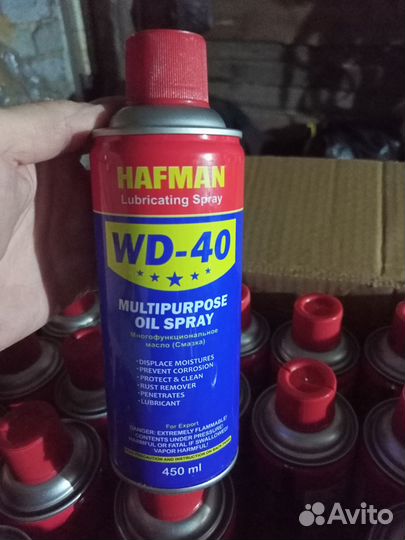 HAFMAN
Lubricating Spray
WD-40
MULTIPURPOSE
OIL SPRAY
Многофункциональное
масло (Смазка)
·DISPLACE MOISTURES
·PREVENT CORROSION
·PROTECT & CLEAN
·RUST REMOVER
·PENETRATES
·LUBRICANT
For Export
DANGER: EXTREMELY FLAMMABLE!
CONTENTS UNDER PRESSURE
HARMFUL OR FATAL IF SWALLOWED!
VAPOR HARMFUL!
450 ml
Avito